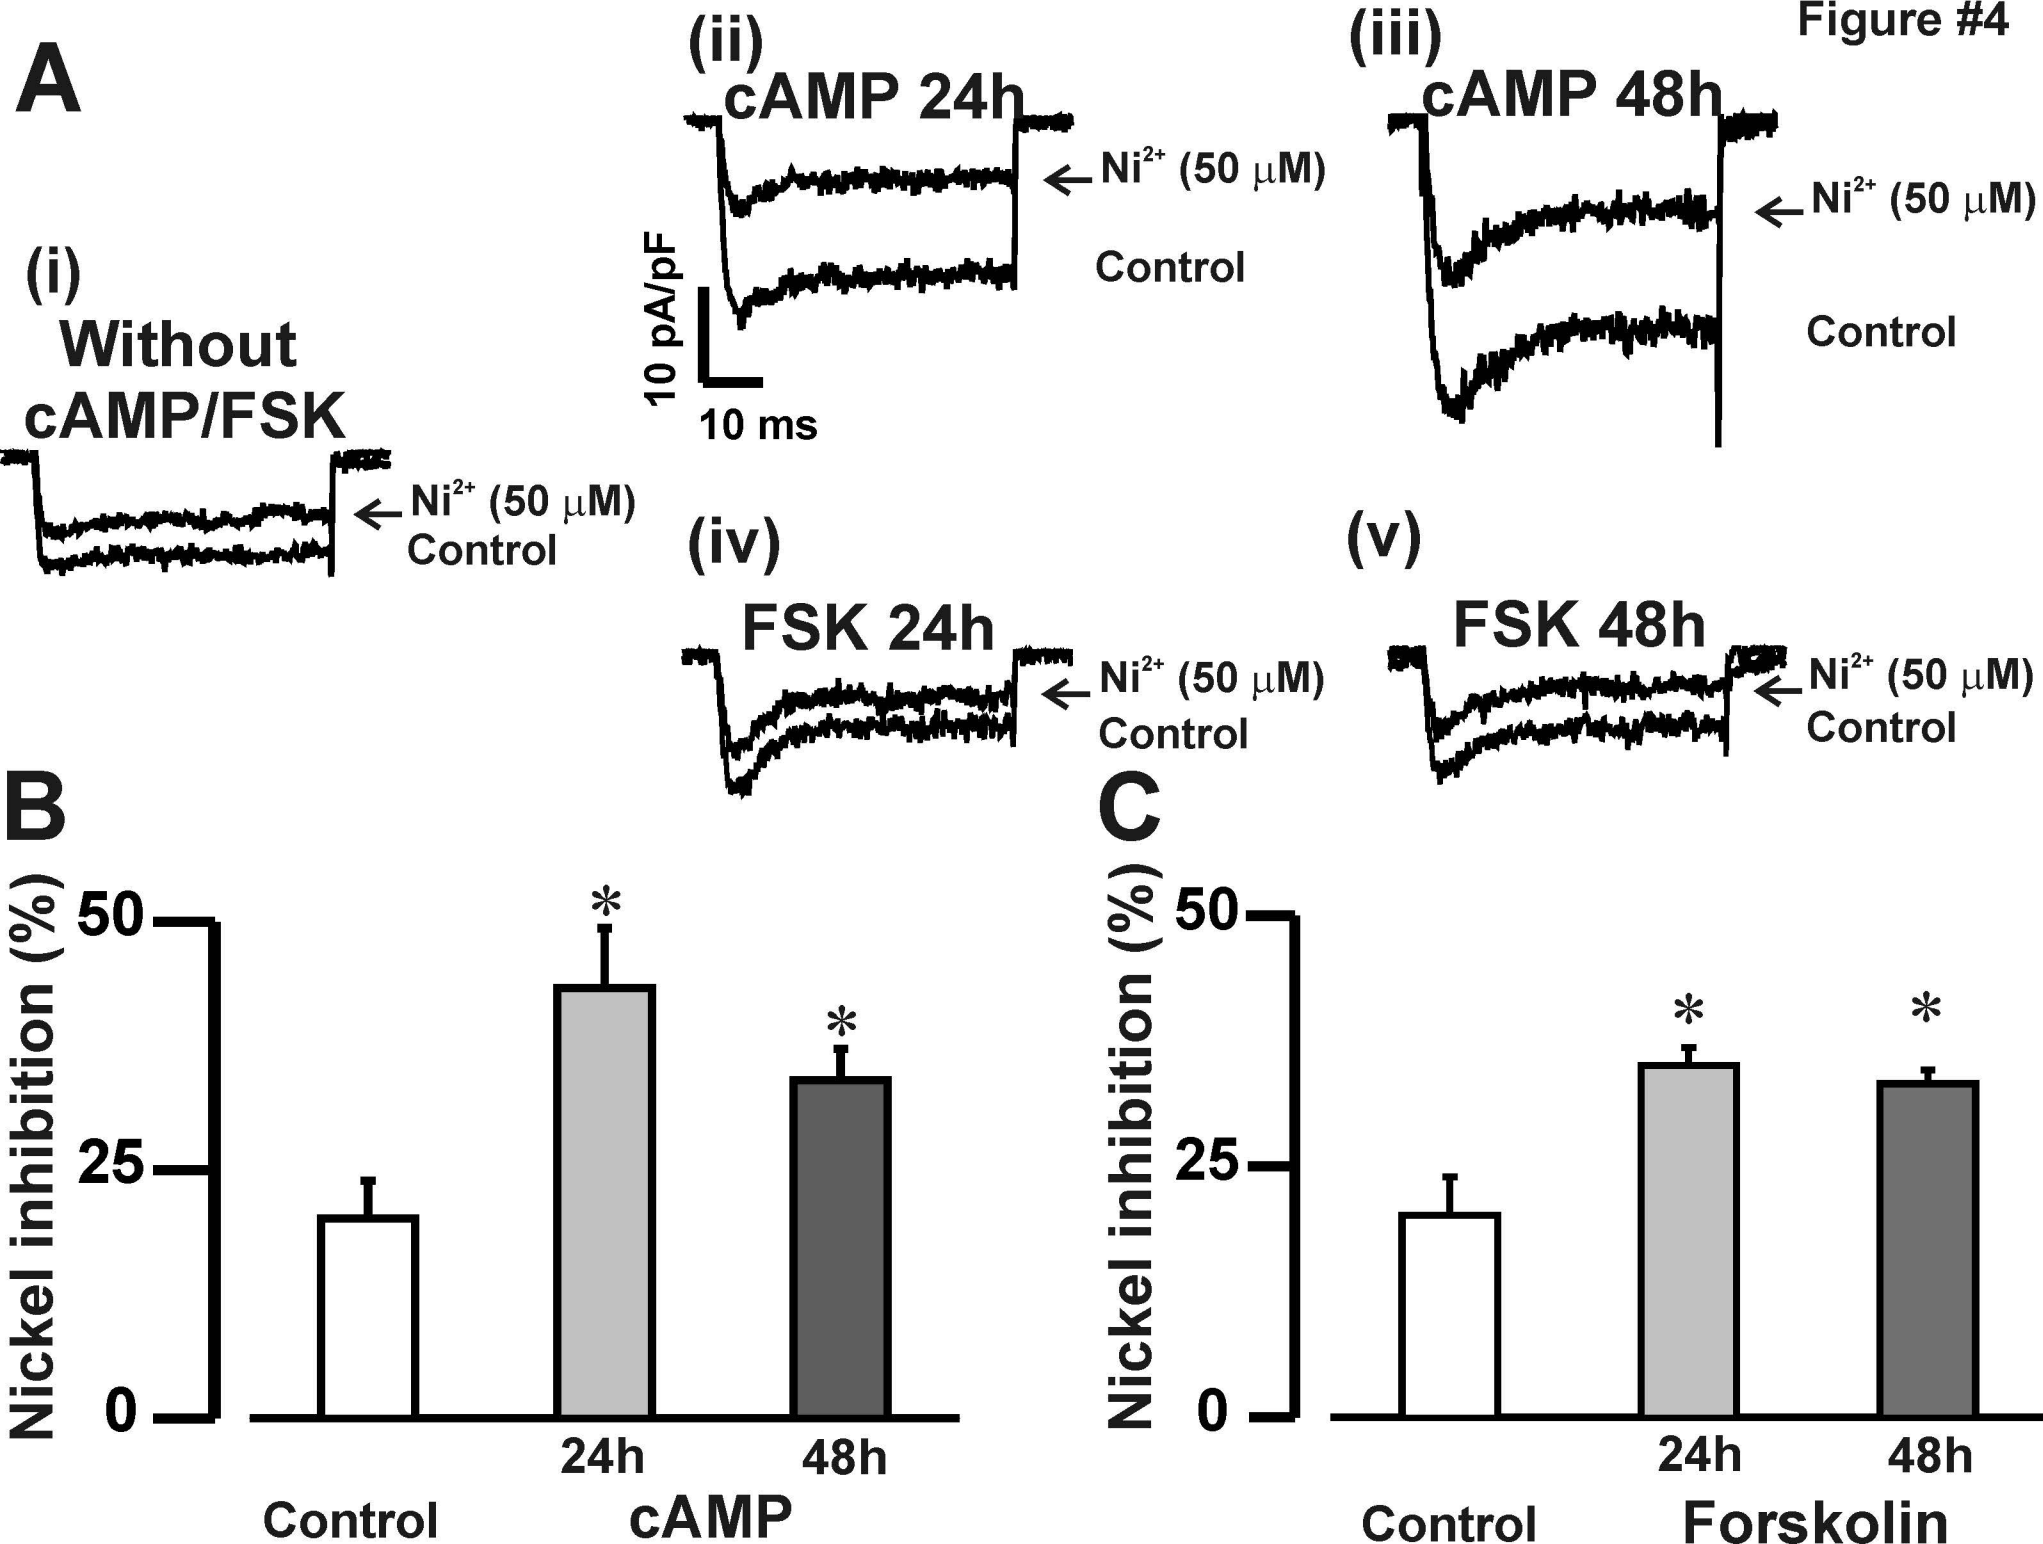 Figure #4
A
(i)
Without
cAMP/FSK
Ni²⁺ (50 μM)
Control
(ii)
cAMP 24h
Ni²⁺ (50 μM)
Control
10 pA/pF
10 ms
(iii)
cAMP 48h
Ni²⁺ (50 μM)
Control
(iv)
FSK 24h
Ni²⁺ (50 μM)
Control
(v)
FSK 48h
Ni²⁺ (50 μM)
Control
B
Nickel inhibition (%)
50
25
0
*
*
24h
48h
Control
cAMP
C
Nickel inhibition (%)
50
25
0
*
*
24h
48h
Control
Forskolin